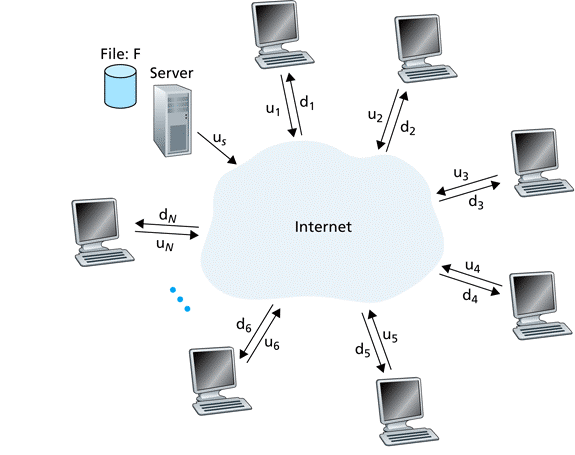 File: F
Server
u1
d1
u2
d2
us
u3
d3
dN
uN
Internet
u4
d4
d6
u6
u5
d5